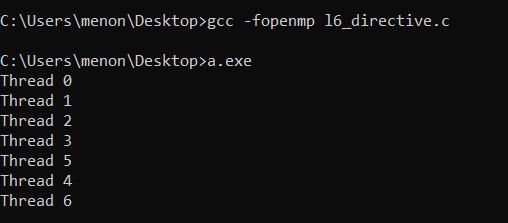 C:\Users\menon\Desktop>gcc -fopenmp l6_directive.c
C:\Users\menon\Desktop>a.exe
Thread 0
Thread 1
Thread 2
Thread 3
Thread 5
Thread 4
Thread 6